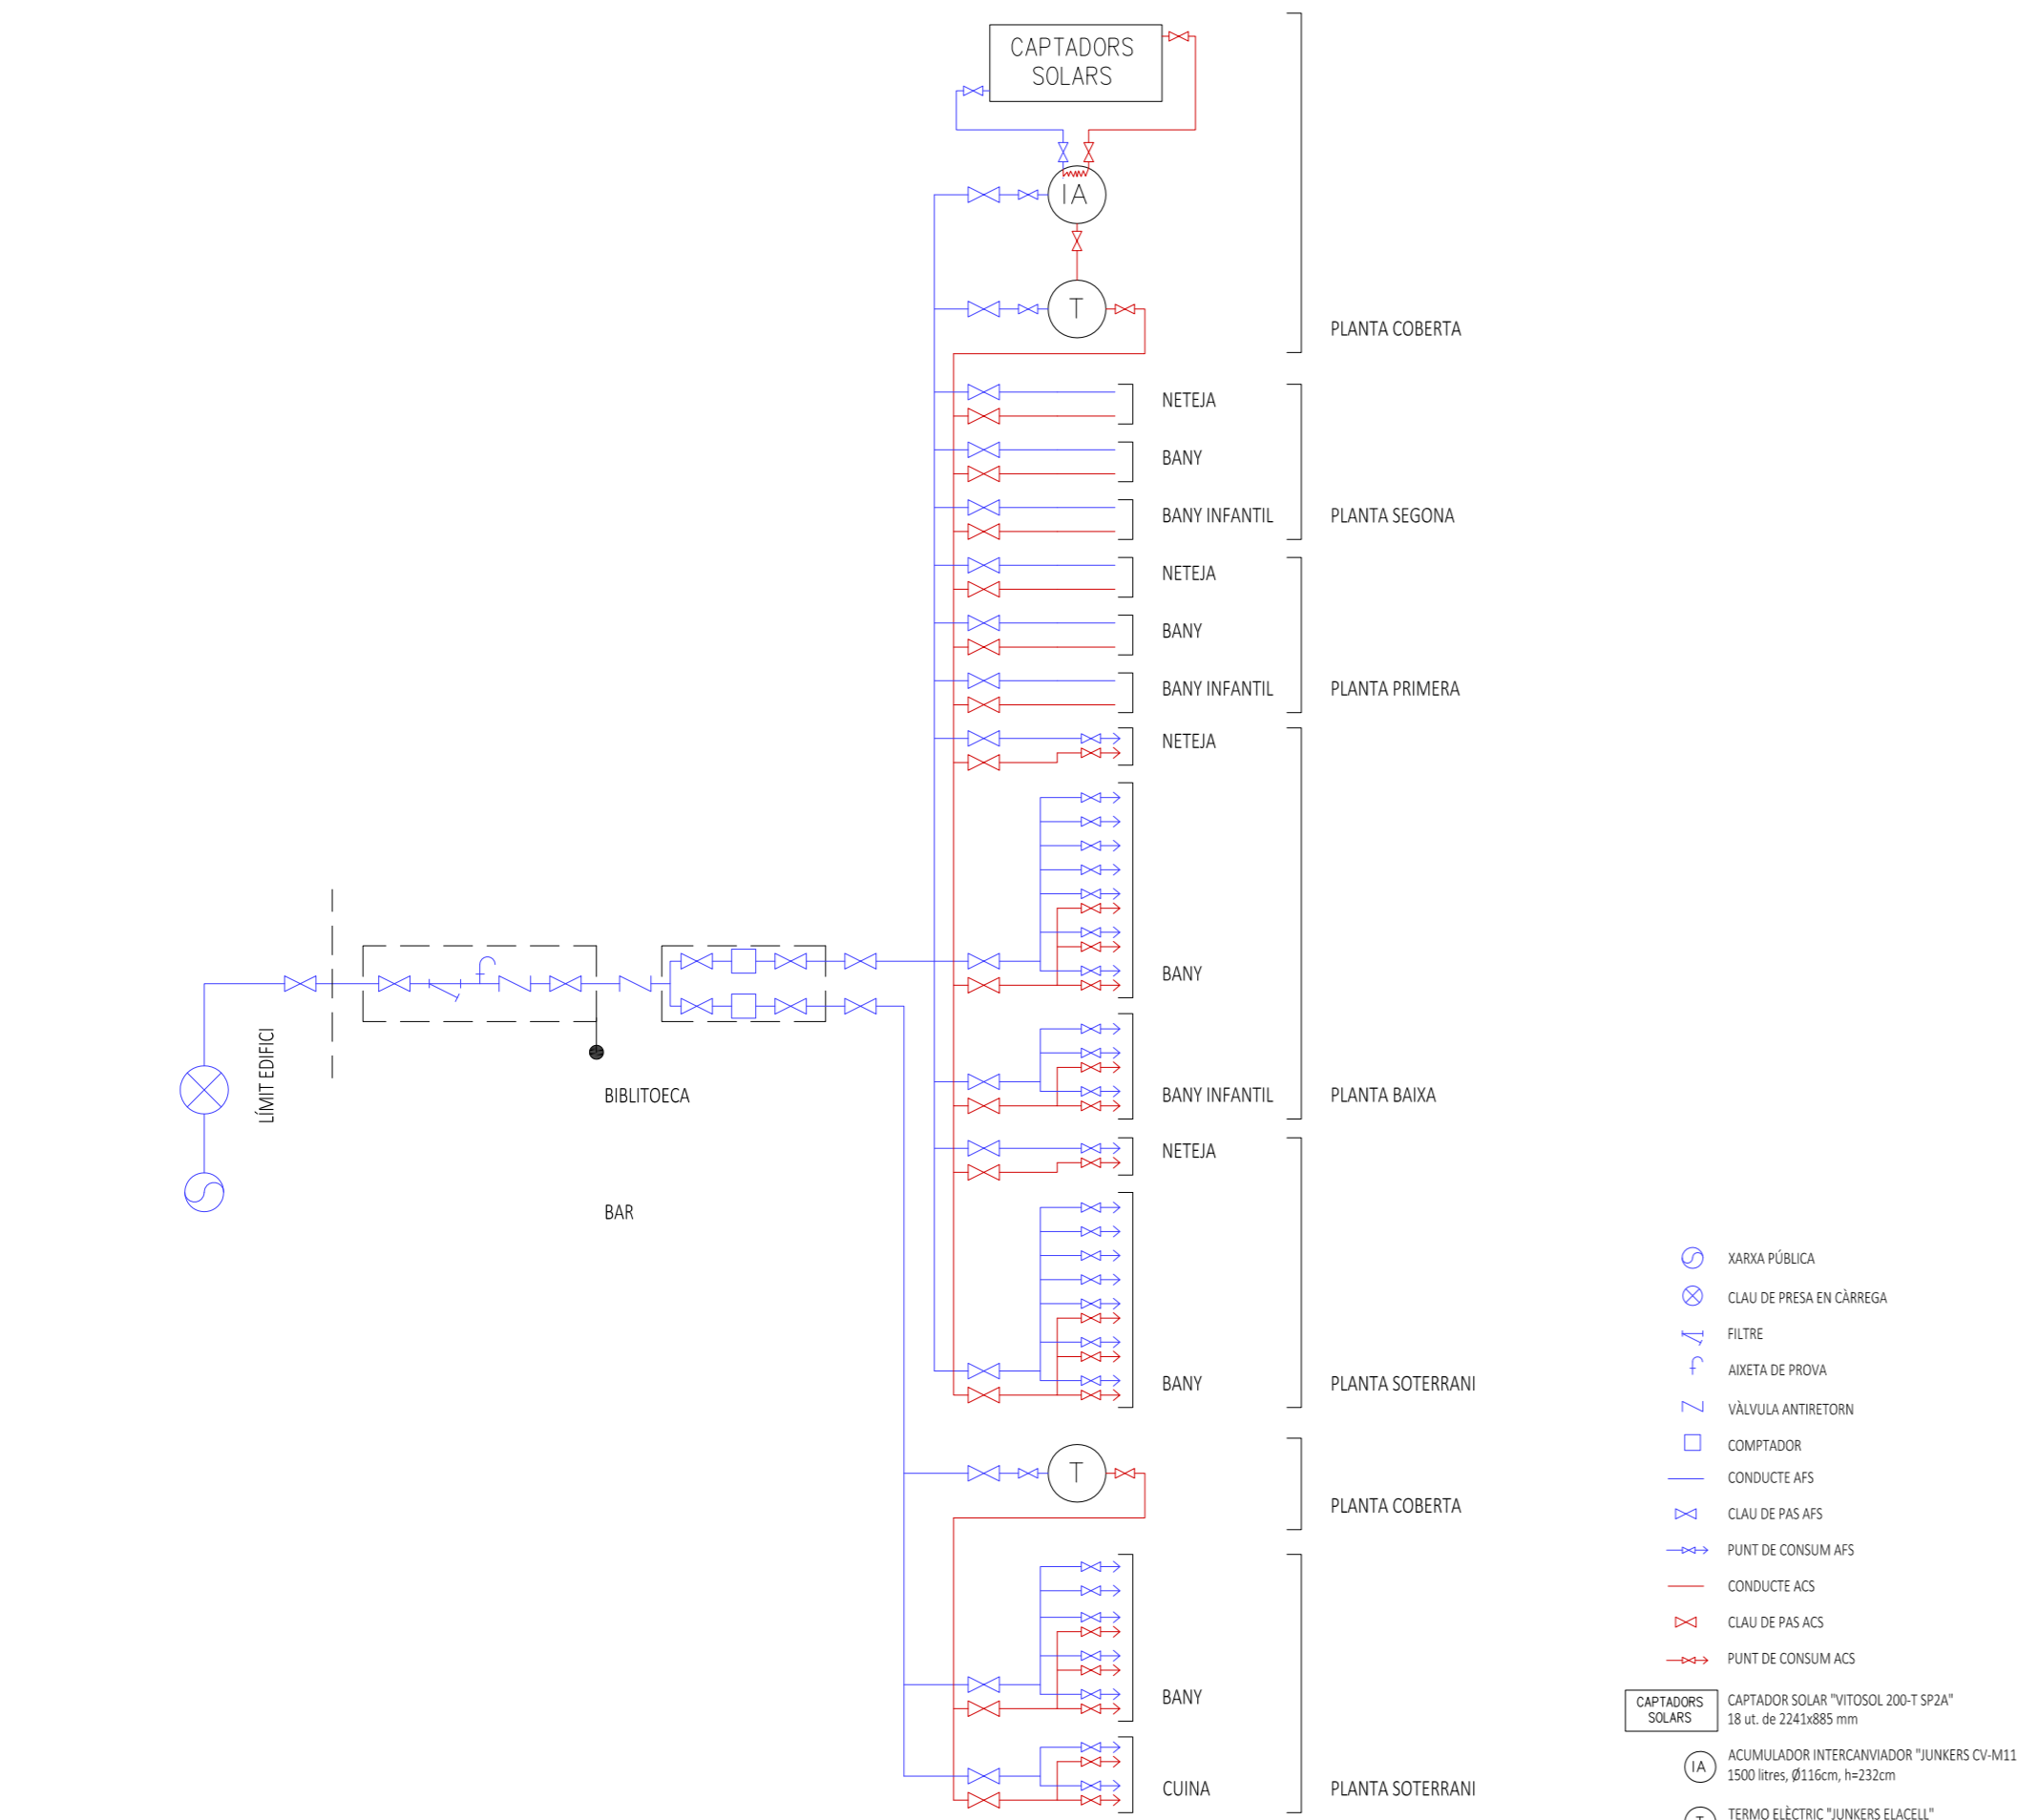 CAPTADORS
SOLARS
IA
T
PLANTA COBERTA
NETEJA
BANY
BANY INFANTIL
PLANTA SEGONA
NETEJA
BANY
BANY INFANTIL
PLANTA PRIMERA
NETEJA
BANY
BANY INFANTIL
PLANTA BAIXA
LÍMIT EDIFICI
BIBLITOECA
BAR
NETEJA
BANY
PLANTA SOTERRANI
T
PLANTA COBERTA
BANY
CUINA
PLANTA SOTERRANI
XARXA PÚBLICA
CLAU DE PRESA EN CÀRREGA
FILTRE
AIXETA DE PROVA
VÀLVULA ANTIRETORN
COMPTADOR
CONDUCTE AFS
CLAU DE PAS AFS
PUNT DE CONSUM AFS
CONDUCTE ACS
CLAU DE PAS ACS
PUNT DE CONSUM ACS
CAPTADORS
SOLARS
CAPTADOR SOLAR "VITOSOL 200-T SP2A"
18 ut. de 2241x885 mm
IA
ACUMULADOR INTERCANVIADOR "JUNKERS CV-M11
1500 litres, Ø116cm, h=232cm
T
TERMO ELÈCTRIC "JUNKERS ELACELL"